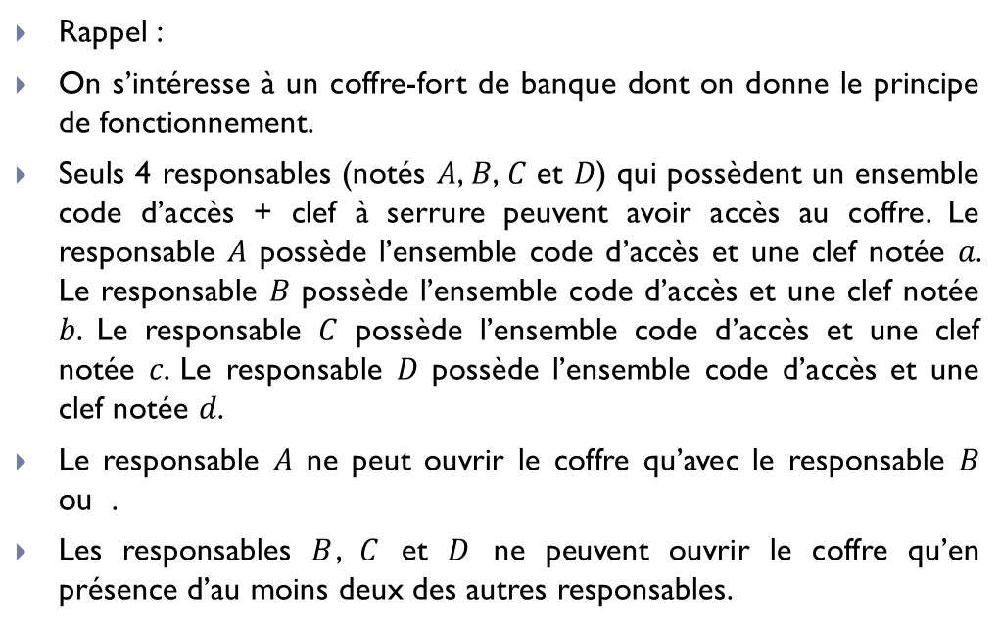 Rappel :
On s'intéresse à un coffre-fort de banque dont on donne le principe
de fonctionnement.
Seuls 4 responsables (notés A, B, C et D) qui possèdent un ensemble
code d'accès + clef à serrure peuvent avoir accès au coffre. Le
responsable A possède l'ensemble code d'accès et une clef notée a.
Le responsable B possède l'ensemble code d'accès et une clef notée
b. Le responsable C possède l'ensemble code d'accès et une clef
notée c. Le responsable D possède l'ensemble code d'accès et une
clef notée d.
Le responsable A ne peut ouvrir le coffre qu'avec le responsable B
ou .
Les responsables B, C et D ne peuvent ouvrir le coffre qu'en
présence d'au moins deux des autres responsables.